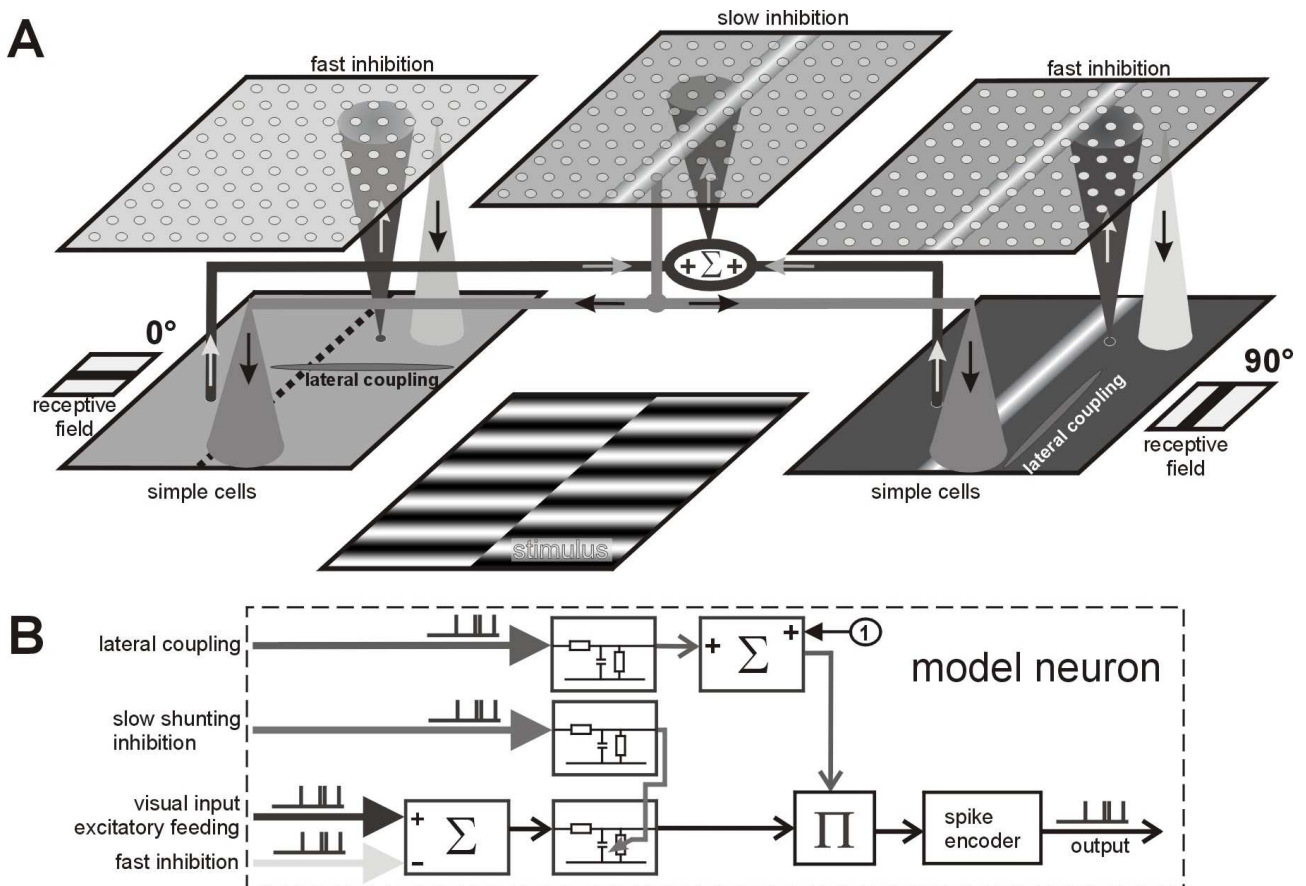 A
slow inhibition
fast inhibition
fast inhibition
+ Σ +
0°
90°
lateral coupling
lateral coupling
receptive
field
receptive
field
simple cells
simple cells
stimulus
B
lateral coupling
+ Σ +
1
model neuron
slow shunting
inhibition
visual input
excitatory feeding
+
Σ
Π
spike
encoder
output
fast inhibition
-